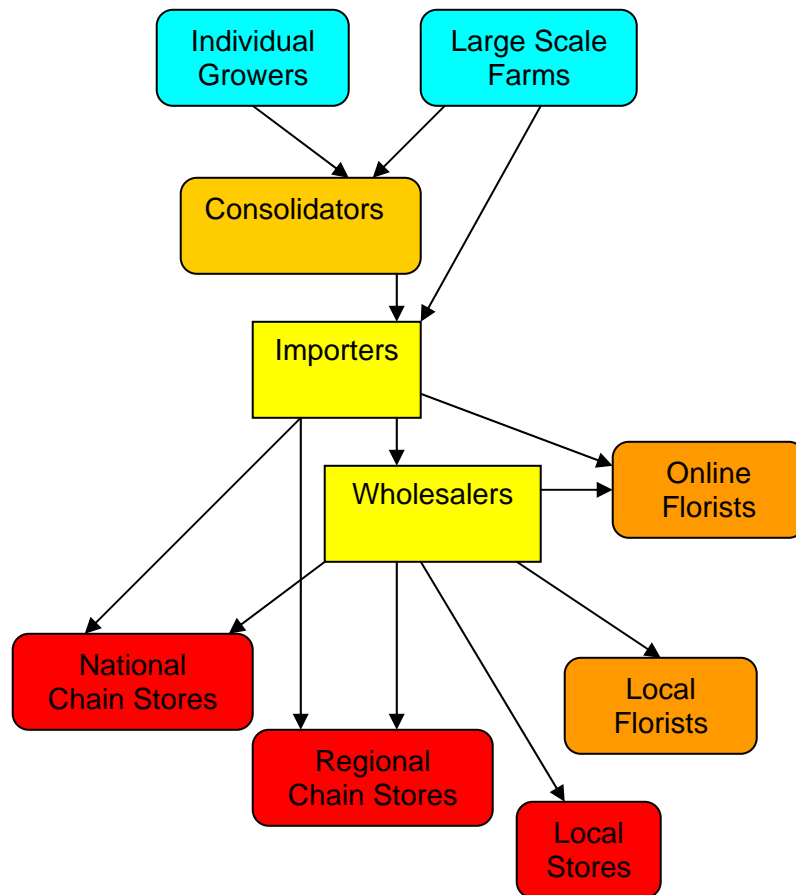 Individual
Growers
Large Scale
Farms
Consolidators
Importers
Wholesalers
Online
Florists
National
Chain Stores
Local
Florists
Regional
Chain Stores
Local
Stores